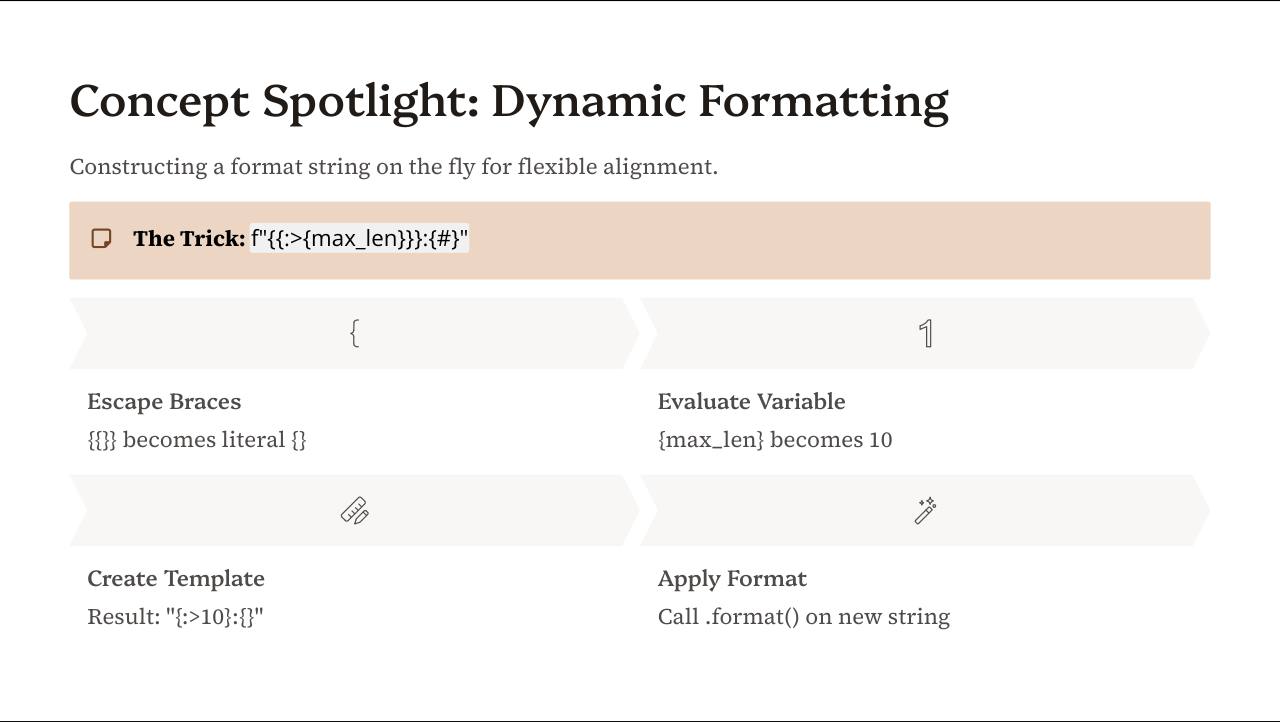 Concept Spotlight: Dynamic Formatting
Constructing a format string on the fly for flexible alignment.
The Trick: f"{{:>{max_len}}}:{#}"
{
1
Escape Braces
{{}} becomes literal {}
Evaluate Variable
{max_len} becomes 10
Create Template
Result: "{:>10}:{}"
Apply Format
Call .format() on new string